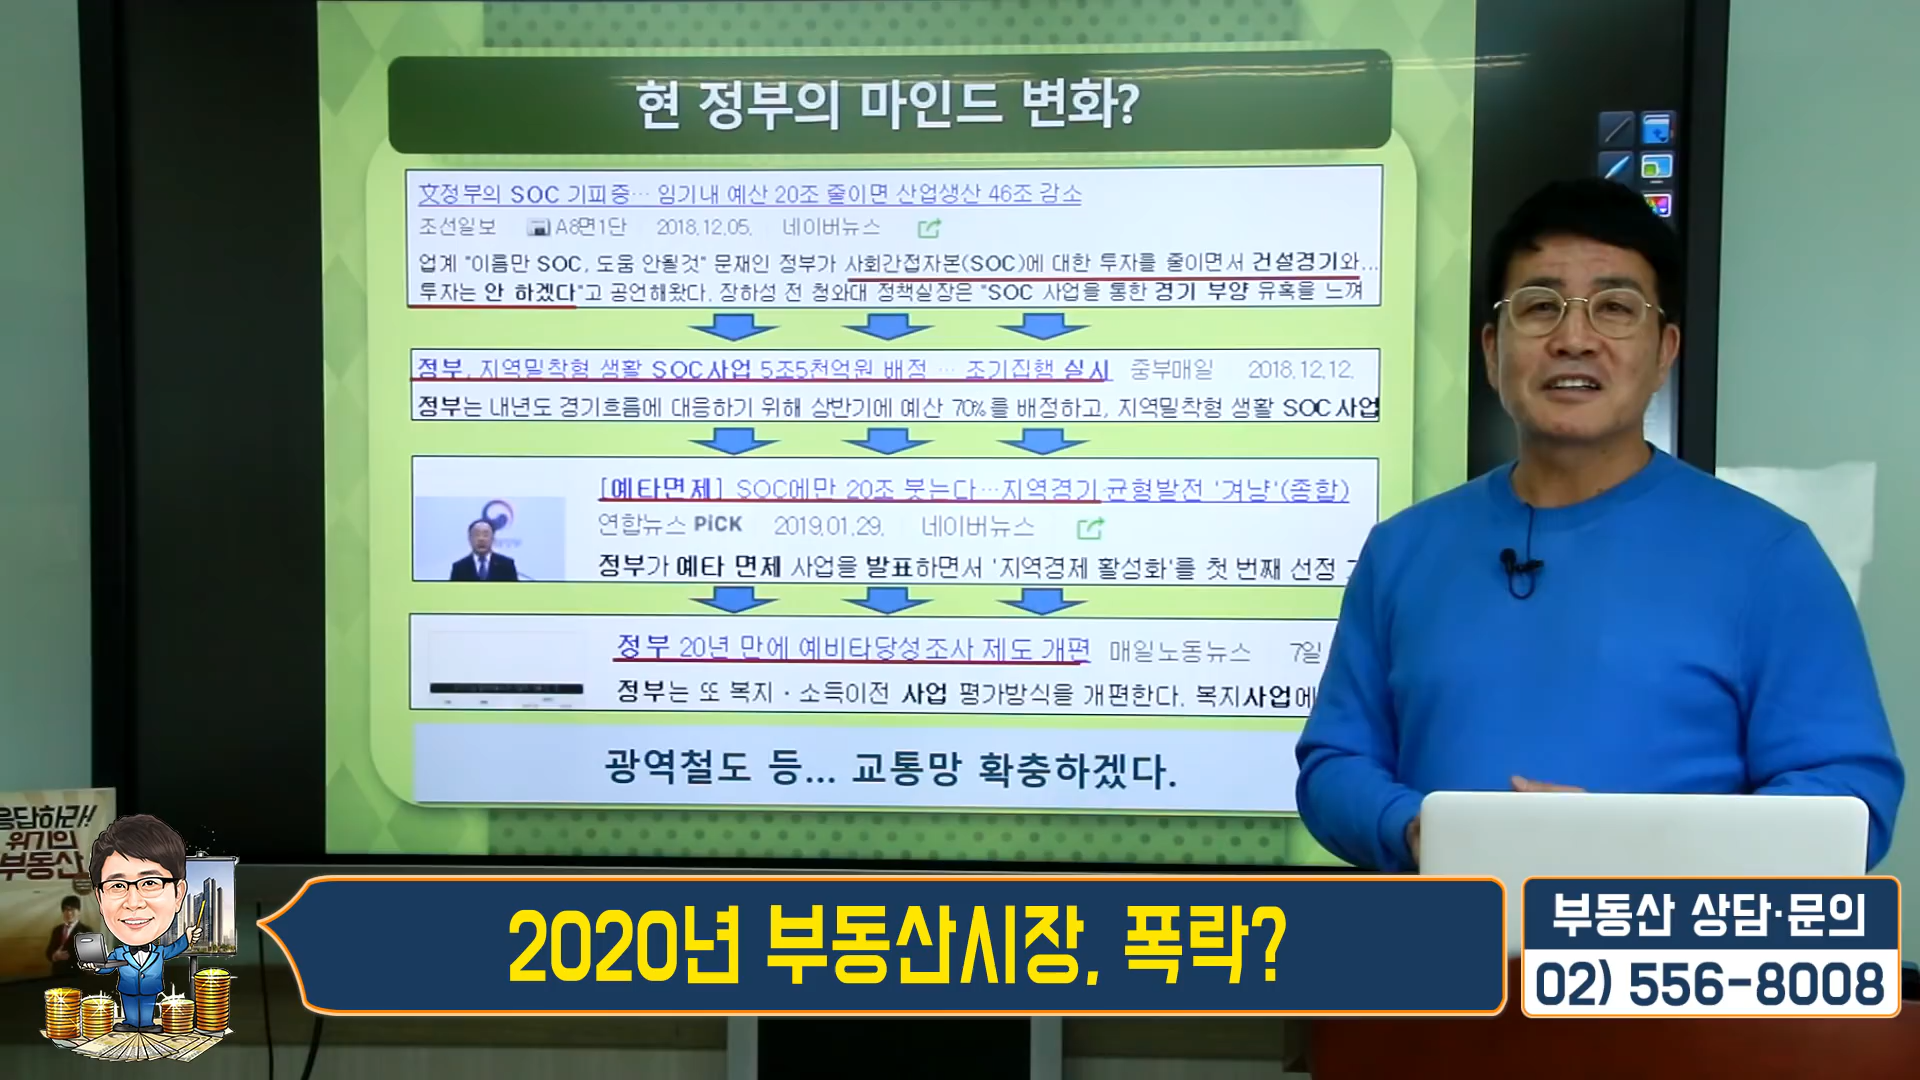 현 정부의 마인드 변화?
文정부의 SOC 기피증… 임기내 예산 20조 줄이면 산업생산 46조 감소
조선일보 A8면1단 2018.12.05. 네이버뉴스
업계 "이름만 SOC, 도움 안될것" 문재인 정부가 사회간접자본(SOC)에 대한 투자를 줄이면서 건설경기와...
투자는 안 하겠다"고 공언해왔다. 장하성 전 청와대 정책실장은 "SOC 사업을 통한 경기 부양 유혹을 느껴
정부, 지역밀착형 생활 SOC사업 5조5천억원 배정 … 조기집행 실시 중부매일 2018.12.12.
정부는 내년도 경기흐름에 대응하기 위해 상반기에 예산 70%를 배정하고, 지역밀착형 생활 SOC사업
[예타면제] SOC에만 20조 붓는다…지역경기·균형발전 '겨냥'(종합)
연합뉴스 PiCK 2019.01.29. 네이버뉴스
정부가 예타 면제 사업을 발표하면서 '지역경제 활성화'를 첫 번째 선정
정부 20년 만에 예비타당성조사 제도 개편 매일노동뉴스 7일
정부는 또 복지·소득이전 사업 평가방식을 개편한다. 복지사업에
광역철도 등... 교통망 확충하겠다.
응답하라!
위기의
부동산
2020년 부동산시장, 폭락?
부동산 상담·문의
02) 556-8008